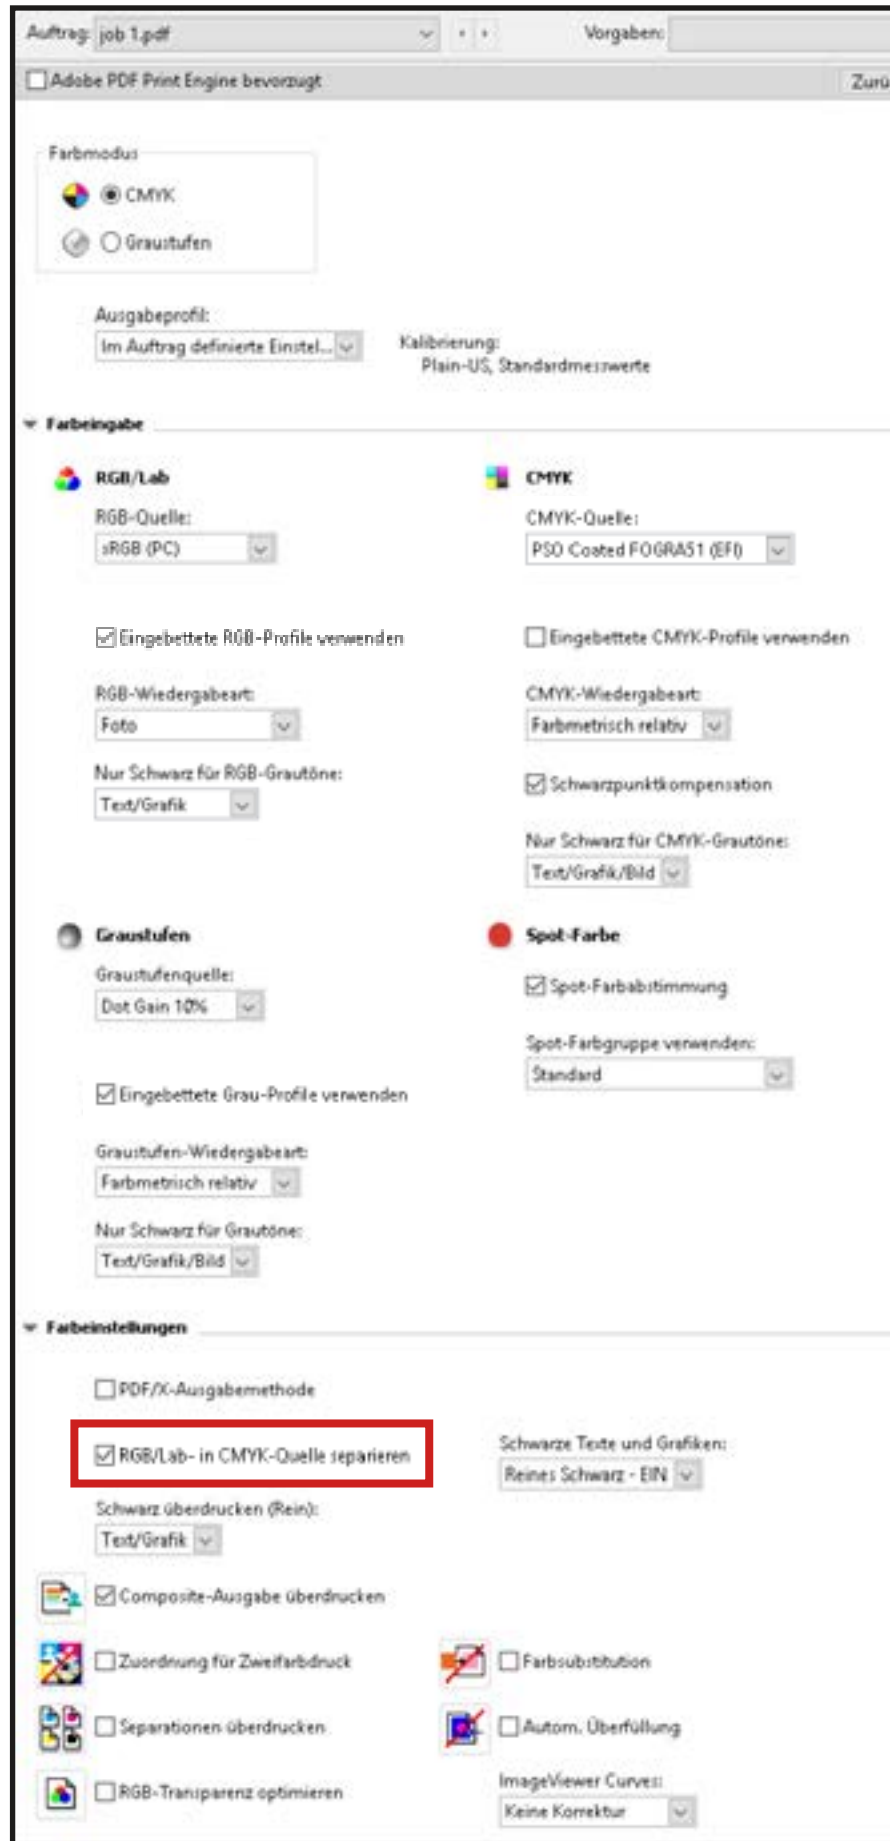 Auftrag: job 1.pdf Vorgaben:
Adobe PDF Print Engine bevorzugt Zurü
Farbmodus
CMYK
Graustufen
Ausgabeprofil:
Im Auftrag definierte Einstel...
Kalibrierung:
Plain-US, Standardmesswerte
Farbeingabe
RGB/Lab
RGB-Quelle:
sRGB (PC)
Eingebettete RGB-Profile verwenden
RGB-Wiedergabeart:
Foto
Nur Schwarz für RGB-Grautöne:
Text/Grafik
CMYK
CMYK-Quelle:
PSO Coated FOGRA51 (EFI)
Eingebettete CMYK-Profile verwenden
CMYK-Wiedergabeart:
Farbmetrisch relativ
Schwarzpunktkompensation
Nur Schwarz für CMYK-Grautöne:
Text/Grafik/Bild
Graustufen
Graustufenquelle:
Dot Gain 10%
Eingebettete Grau-Profile verwenden
Graustufen-Wiedergabeart:
Farbmetrisch relativ
Nur Schwarz für Grautöne:
Text/Grafik/Bild
Spot-Farbe
Spot-Farbabstimmung
Spot-Farbgruppe verwenden:
Standard
Farbeinstellungen
PDF/X-Ausgabemethode
RGB/Lab- in CMYK-Quelle separieren
Schwarze Texte und Grafiken:
Reines Schwarz - EIN
Schwarz überdrucken (Rein):
Text/Grafik
Composite-Ausgabe überdrucken
Zuordnung für Zweifarbdruck
Farbsubstitution
Separationen überdrucken
Autom. Überfüllung
RGB-Transparenz optimieren
ImageViewer Curves:
Keine Korrektur